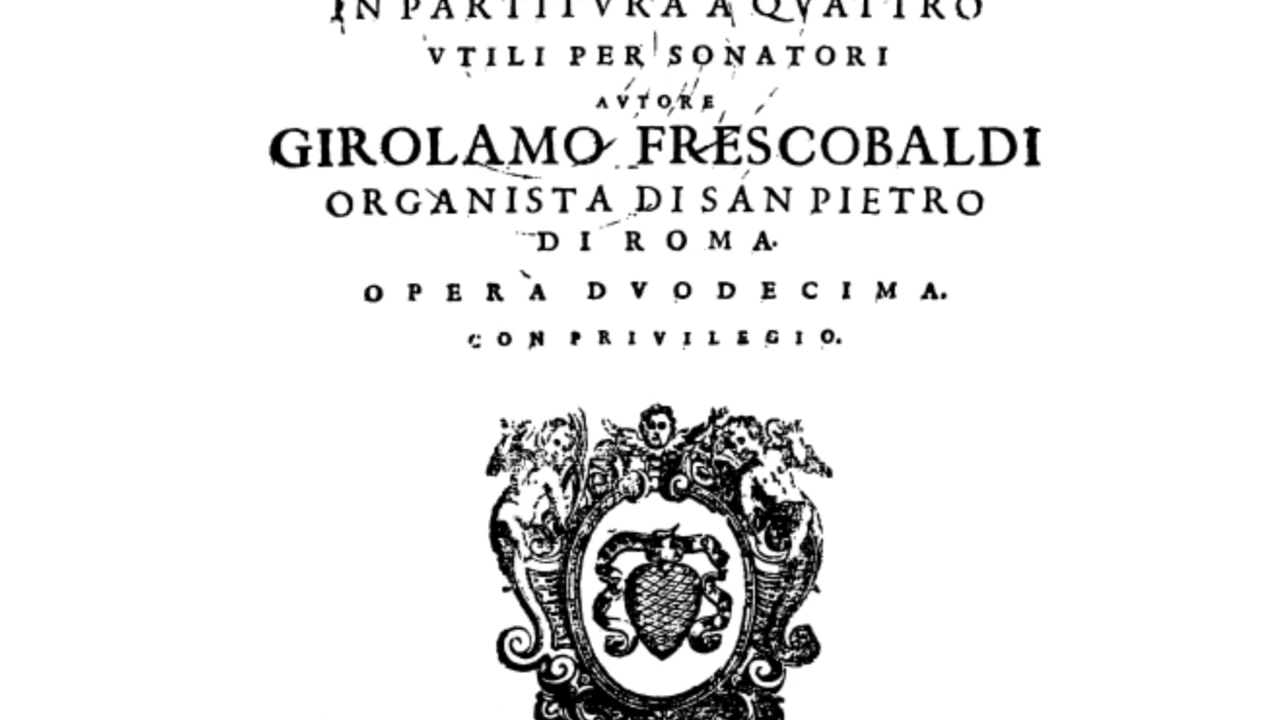 IN PARTITVRA A QVATTRO
VTILI PER SONATORI
AVTORE
GIROLAMO FRESCOBALDI
ORGANISTA DI SAN PIETRO
DI ROMA.
OPERA DVODECIMA.
CON PRIVILEGIO.